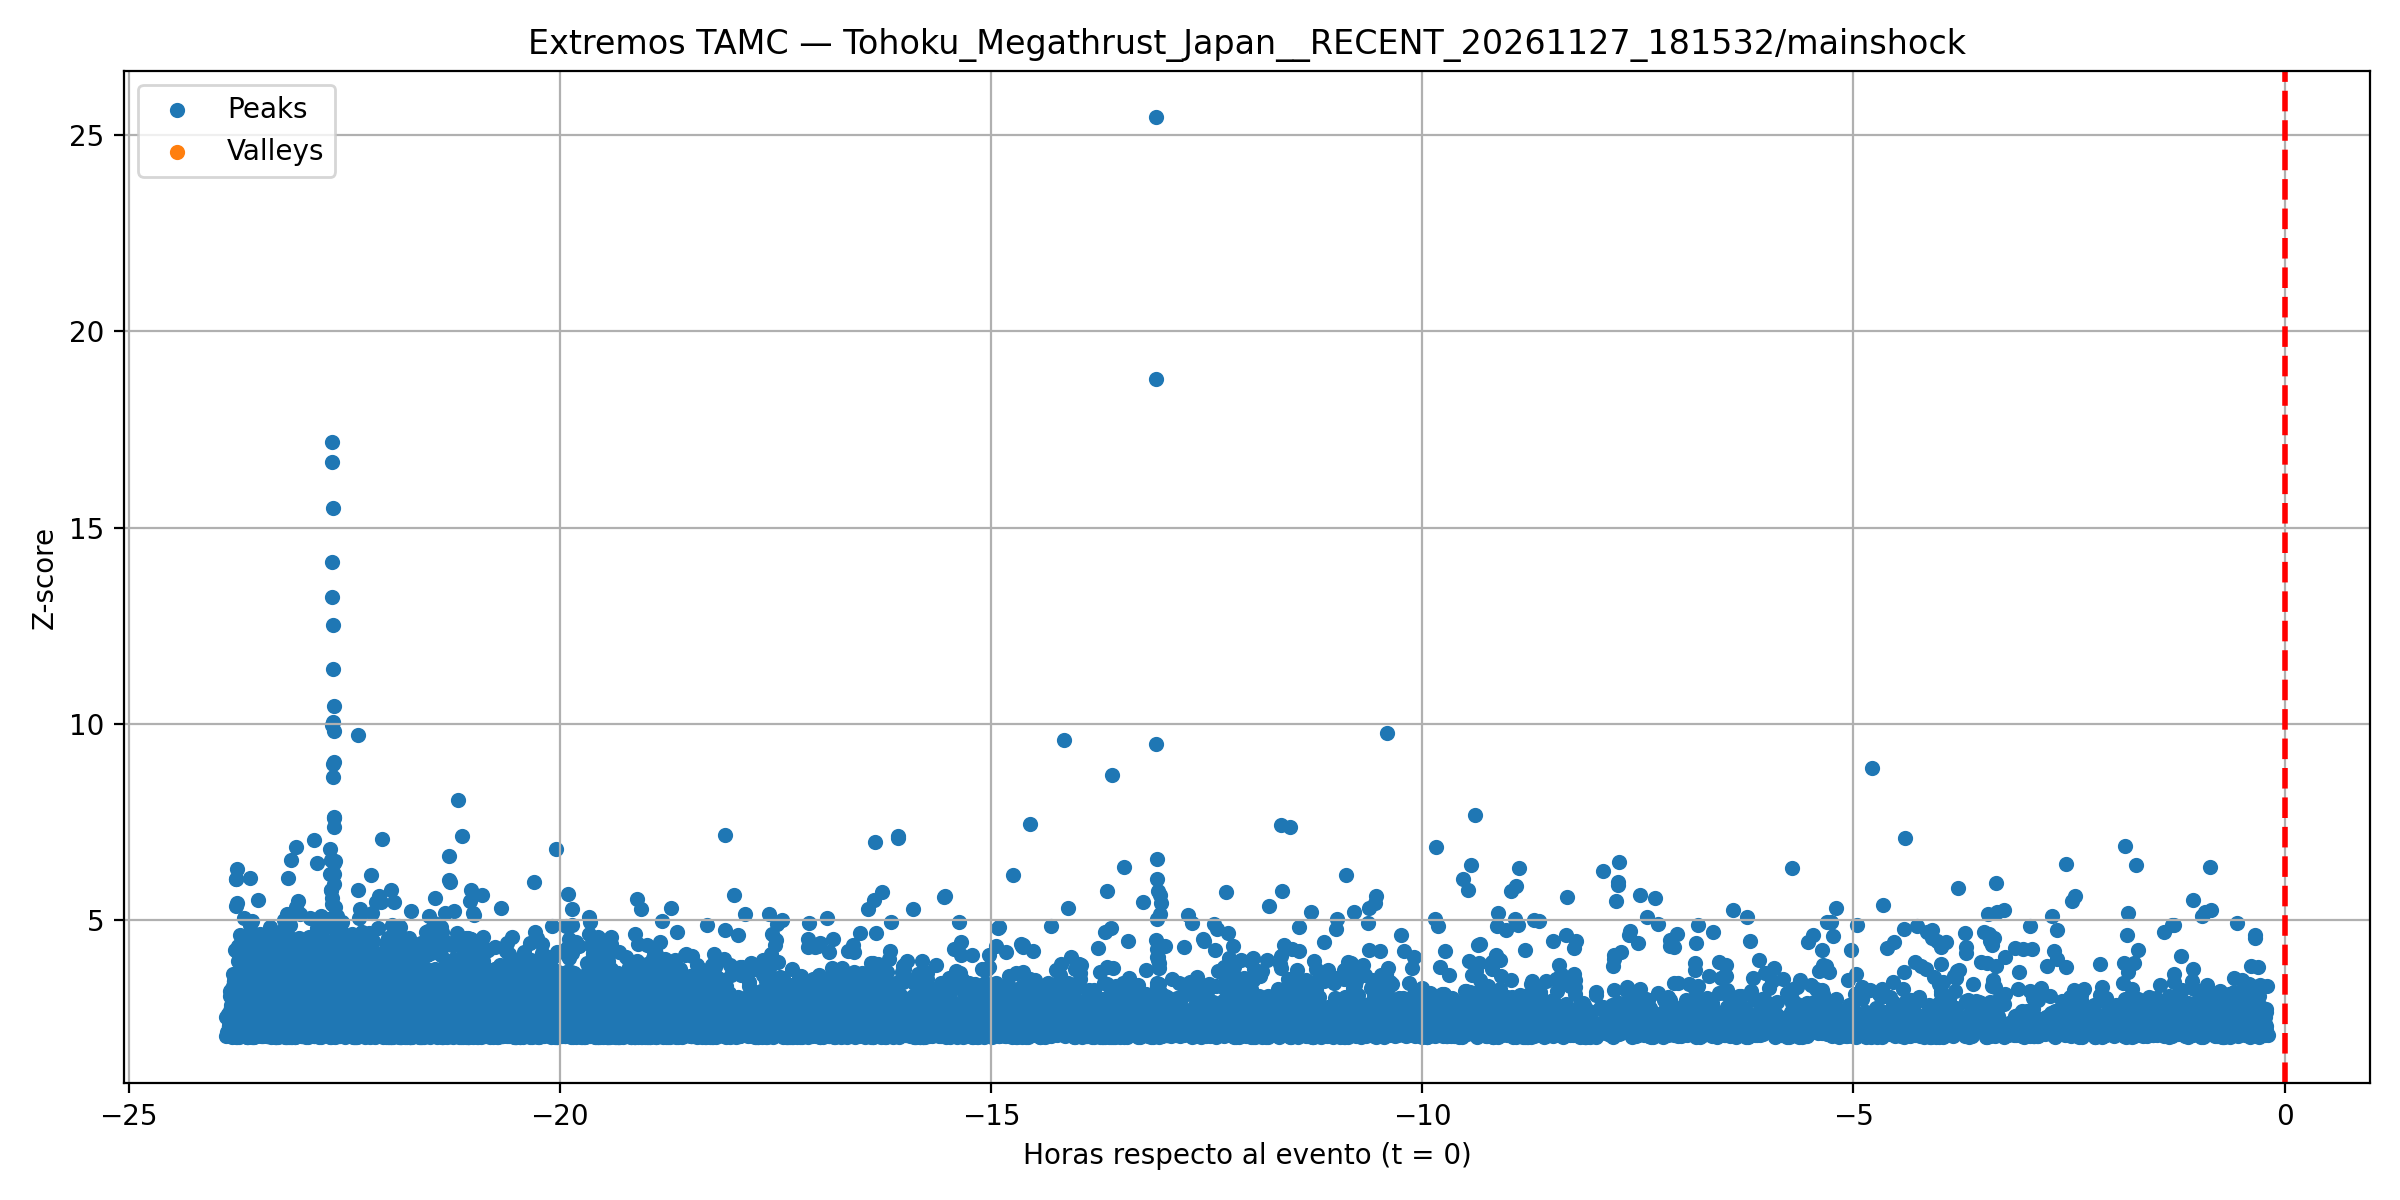 Extremos TAMC — Tohoku_Megathrust_Japan__RECENT_20261127_181532/mainshock
Peaks
Valleys
25
20
15
10
5
Z-score
−25
−20
−15
−10
−5
0
Horas respecto al evento (t = 0)